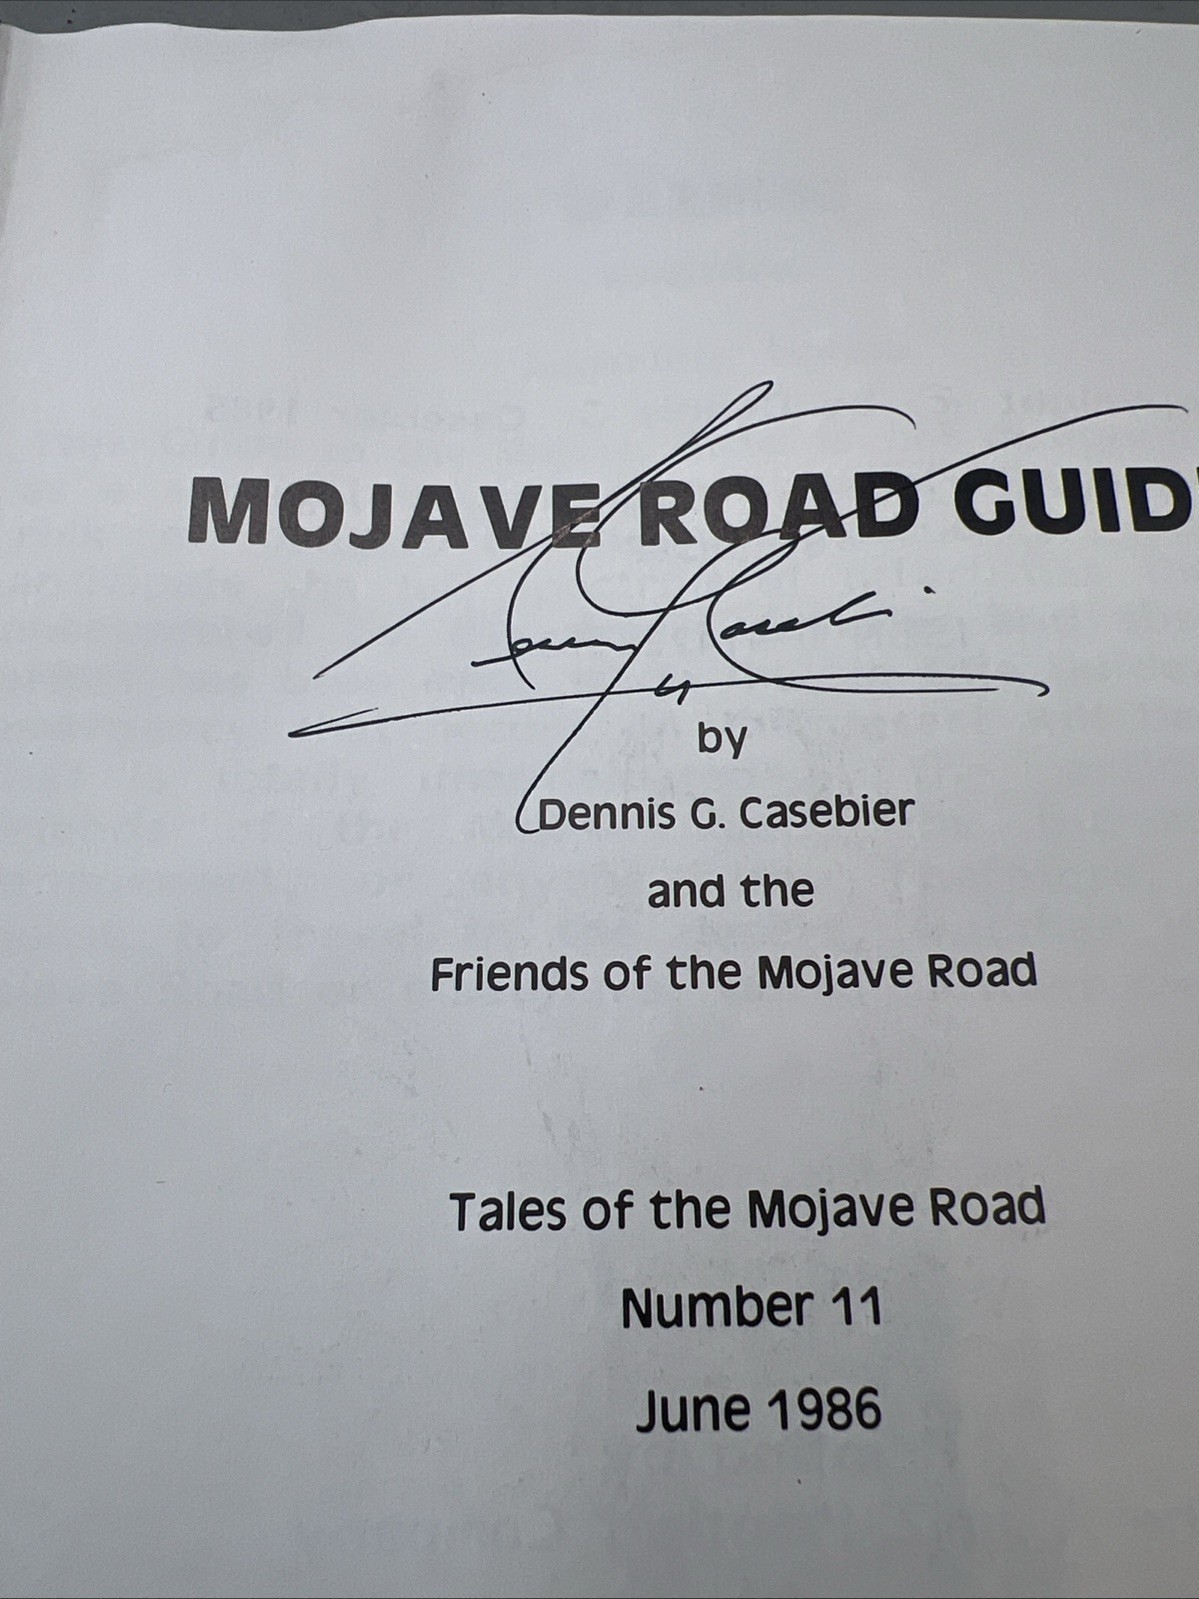 MOJAVE ROAD GUID
by
Dennis G. Casebier
and the
Friends of the Mojave Road
Tales of the Mojave Road
Number 11
June 1986